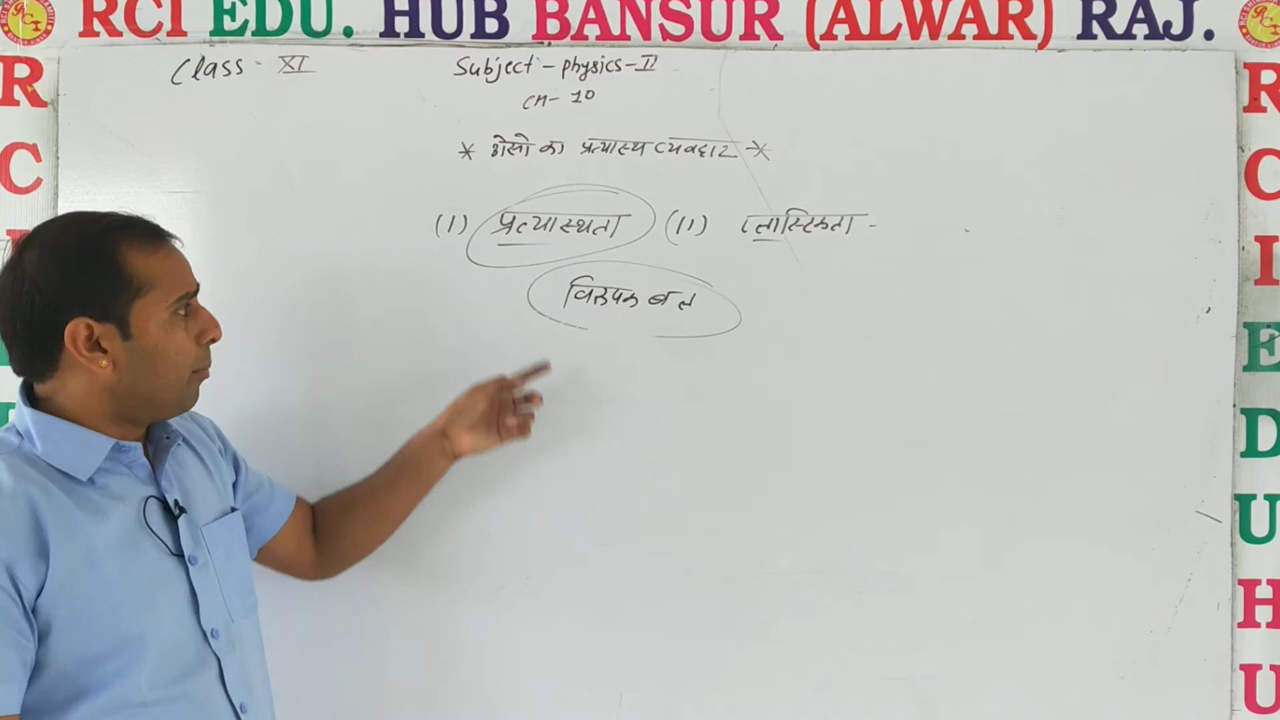 RCI EDU. HUB BANSUR (ALWAR) RAJ.
Class - XI
Subject - physics - II
CH - 10
* ठोसो का प्रत्यास्थ व्यवहार *
(I) प्रत्यास्थता (II) प्लास्टिकता -
विरूपक बल
R
C
I
E
R
C
I
E
D
U
H
U